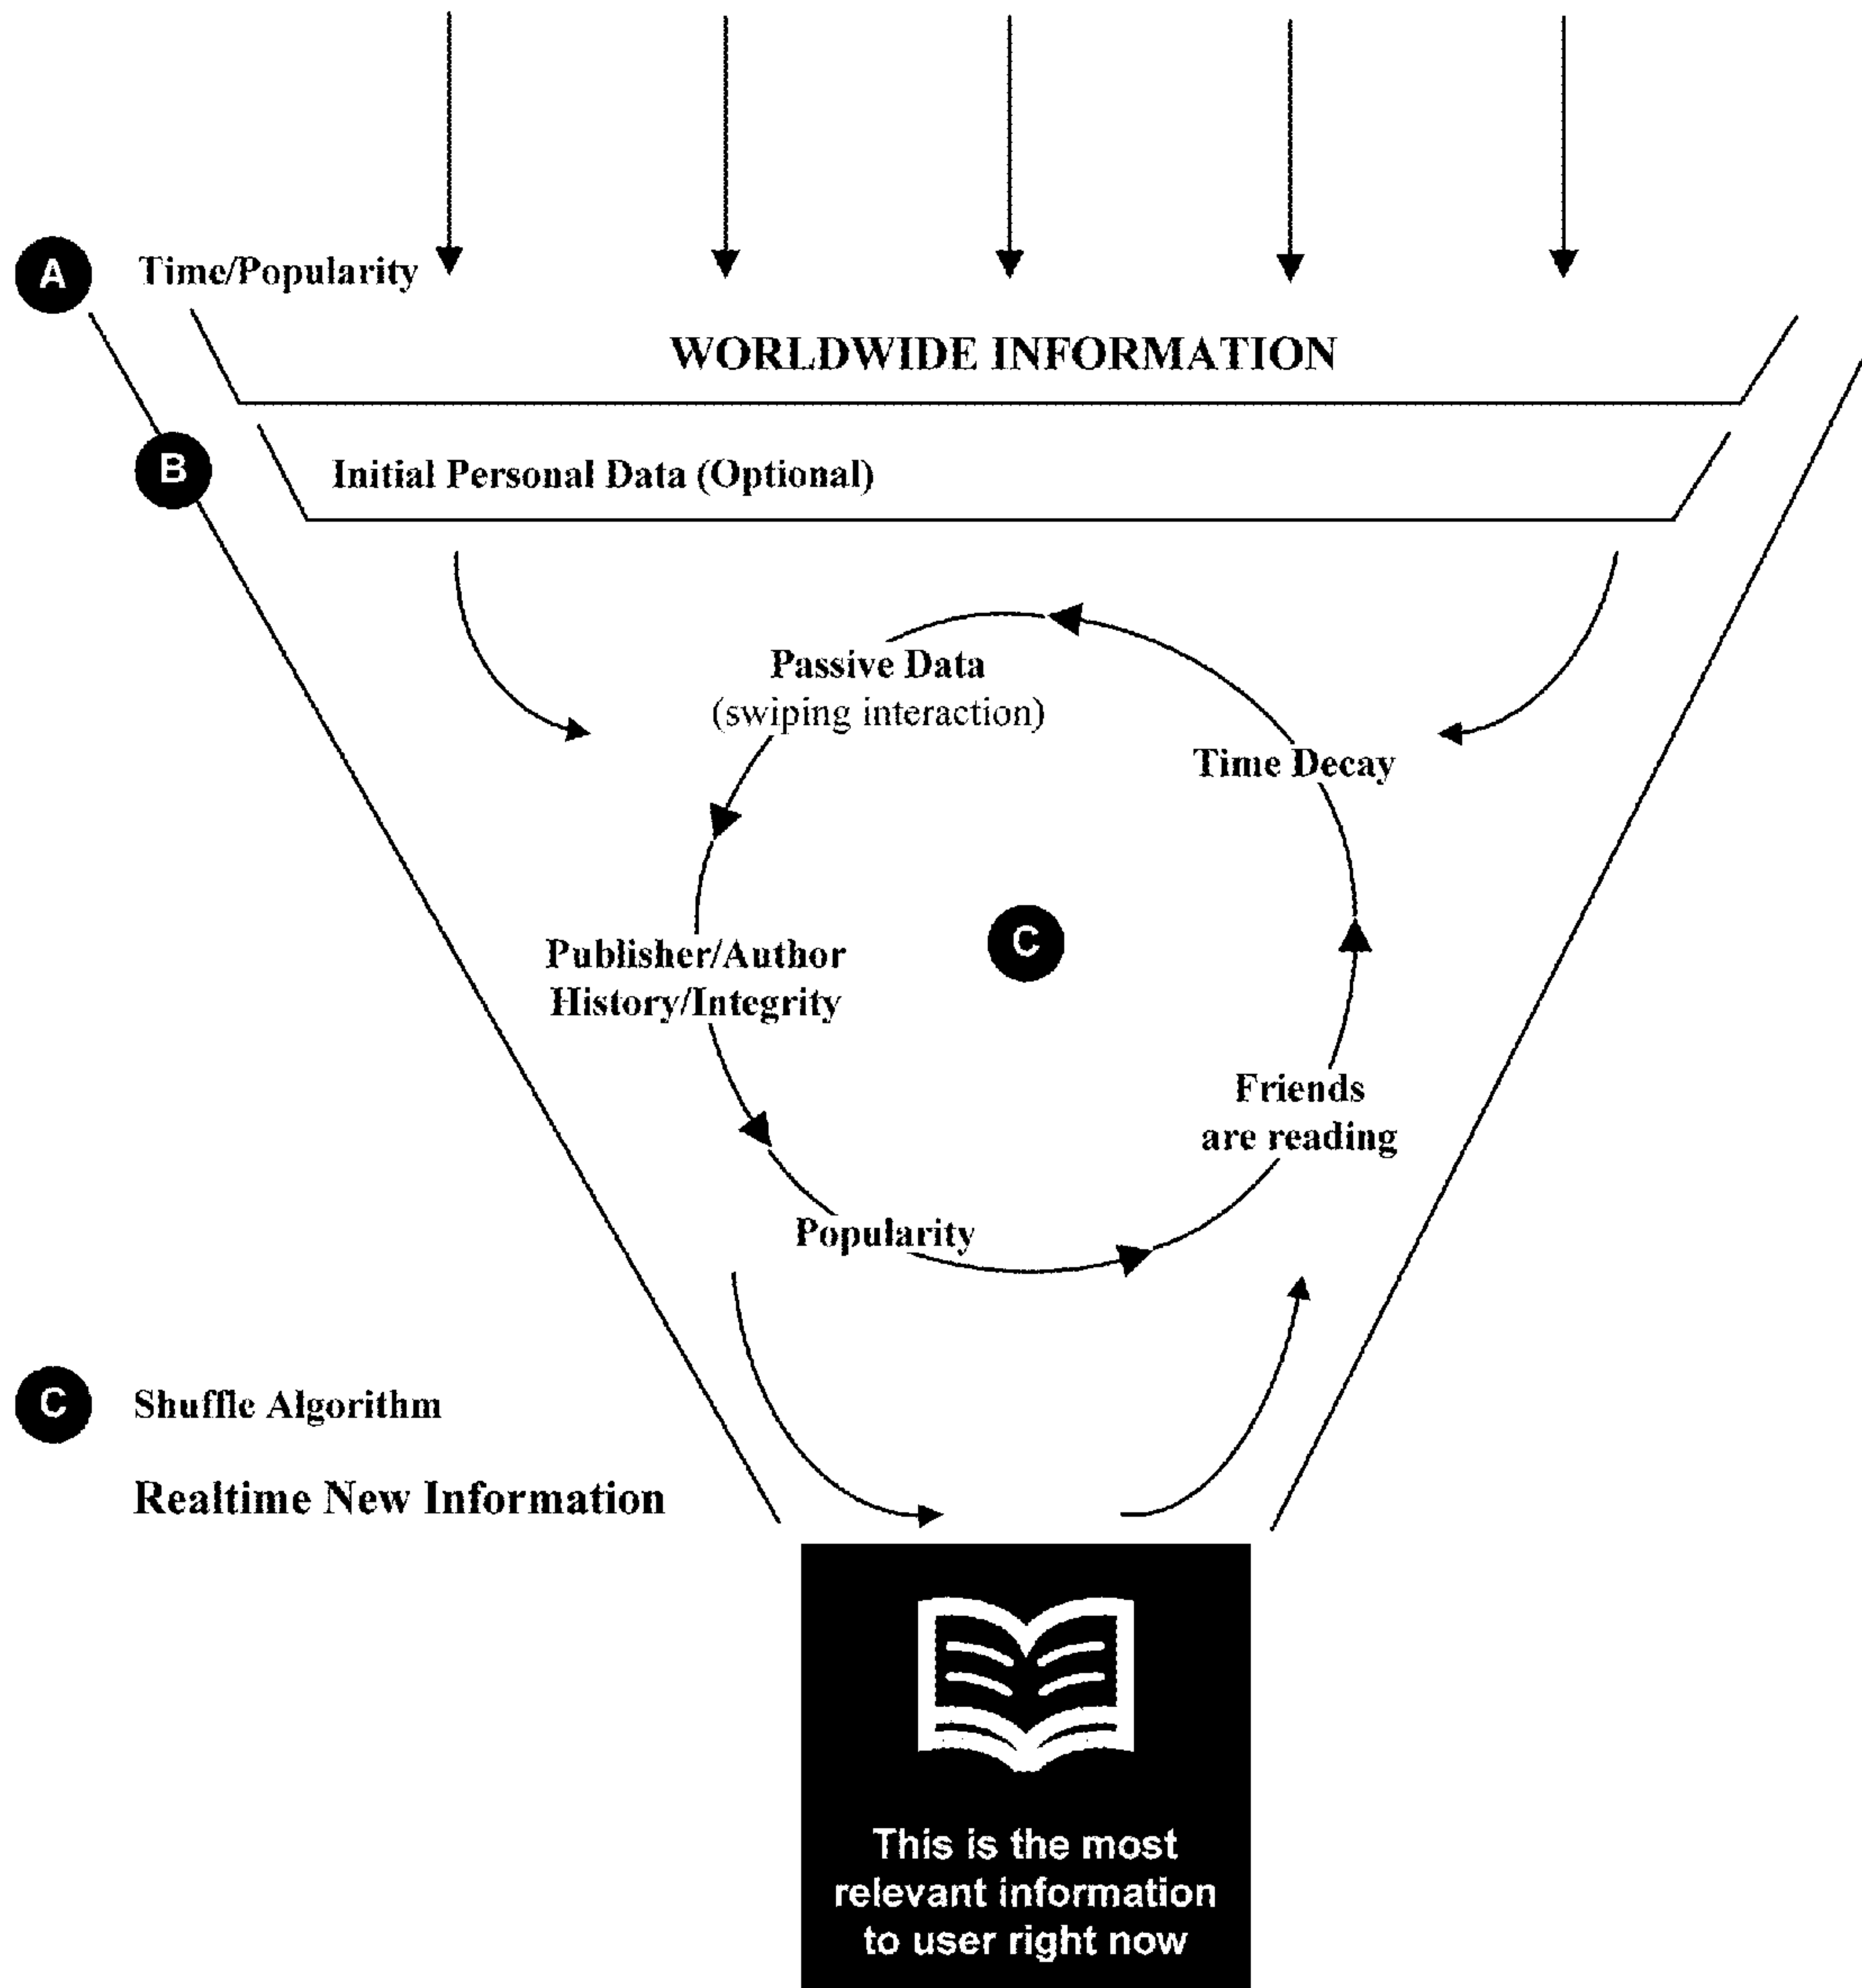 A Time/Popularity
WORLDWIDE INFORMATION
B Initial Personal Data (Optional)
Passive Data
(swiping interaction)
Time Decay
C
Publisher/Author
History/Integrity
Friends
are reading
Popularity
C Shuffle Algorithm
Realtime New Information
This is the most
relevant information
to user right now